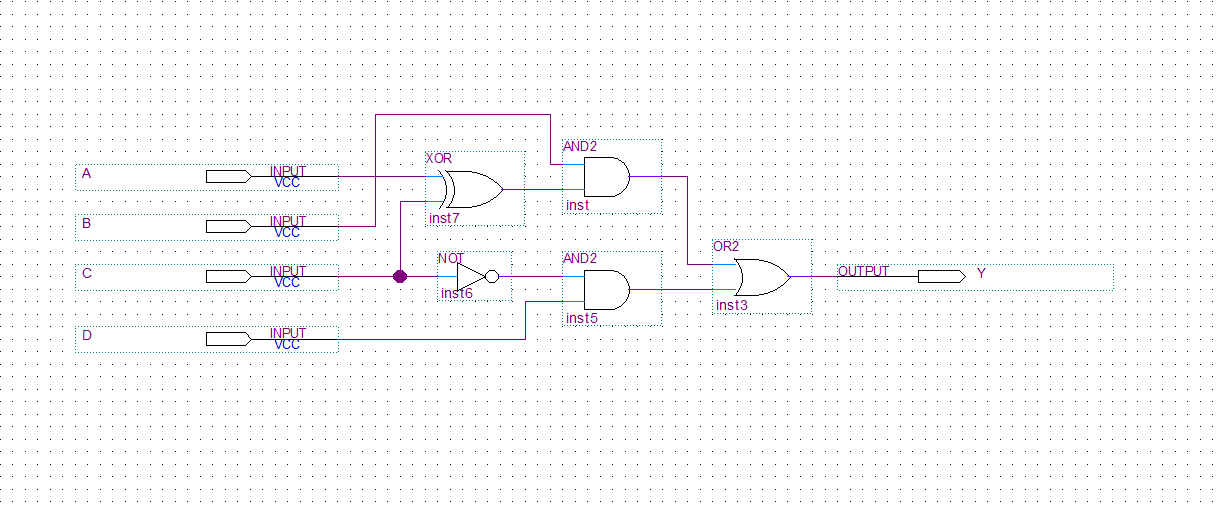 AND2
XOR
A
INPUT
VCC
inst
B
INPUT
VCC
inst7
OR2
NOT
AND2
C
INPUT
VCC
OUTPUT
Y
inst6
inst3
inst5
D
INPUT
VCC